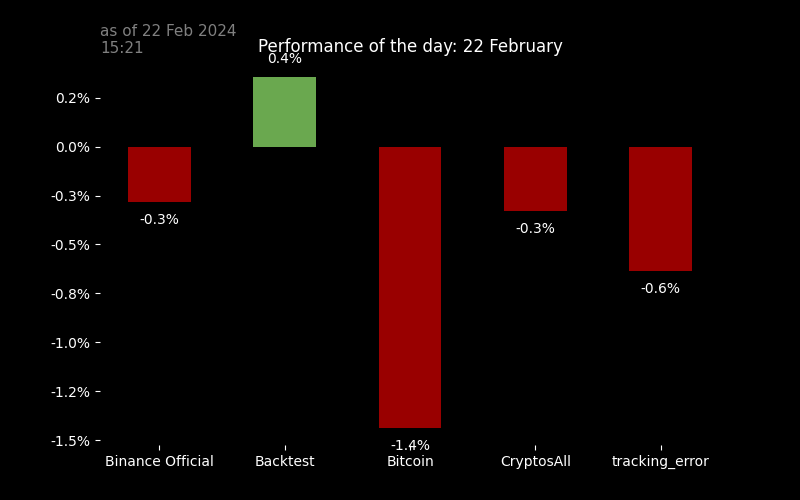 as of 22 Feb 2024
15:21
Performance of the day: 22 February
0.4%
0.2%
0.0%
-0.3%
-0.5%
-0.8%
-1.0%
-1.2%
-1.5%
-0.3%
-1.4%
-0.3%
-0.6%
Binance Official
Backtest
Bitcoin
CryptosAll
tracking_error